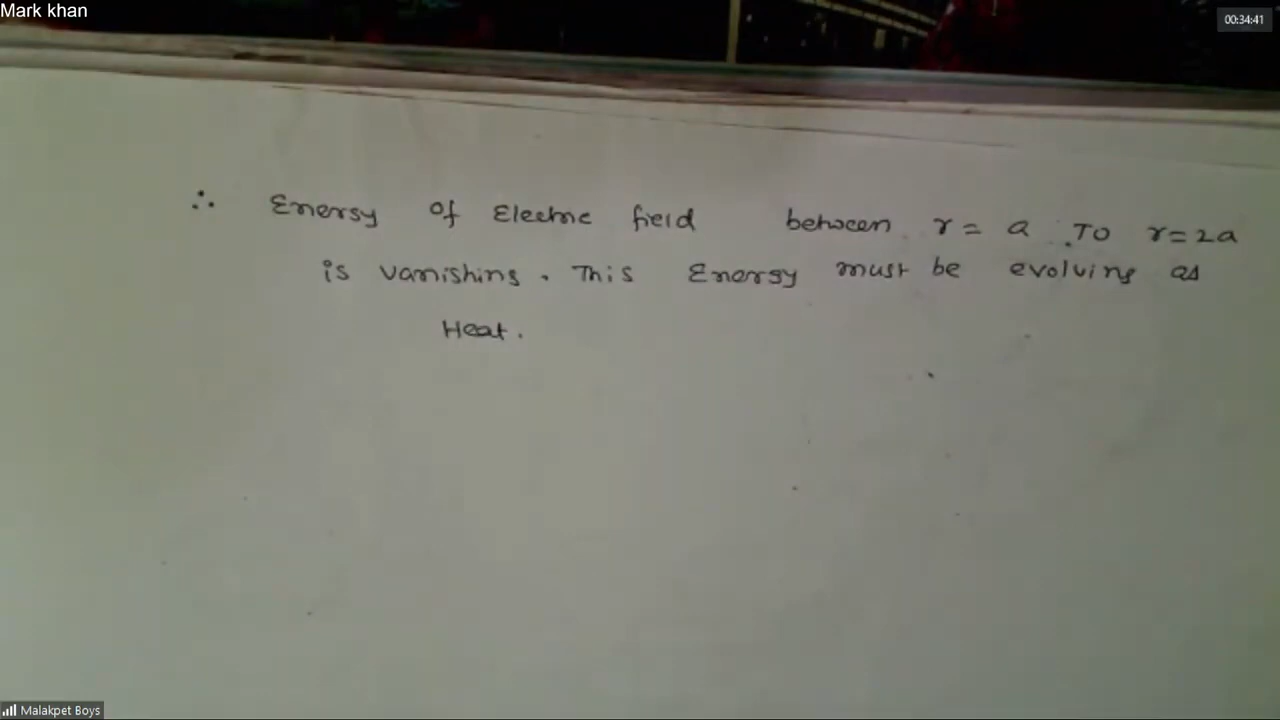 Mark khan
00:34:41
∴ Energy of Electric field between r = a To r = 2a
is vanishing. This Energy must be evolving as
Heat.
Malakpet Boys